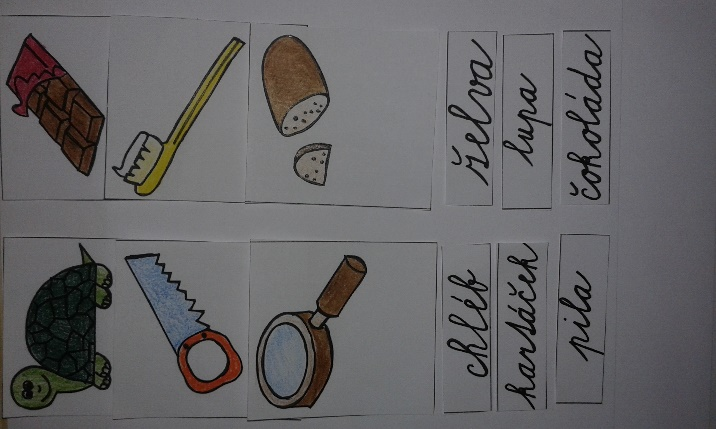 chléb
želva
kartáček
lupa
pila
čokoláda